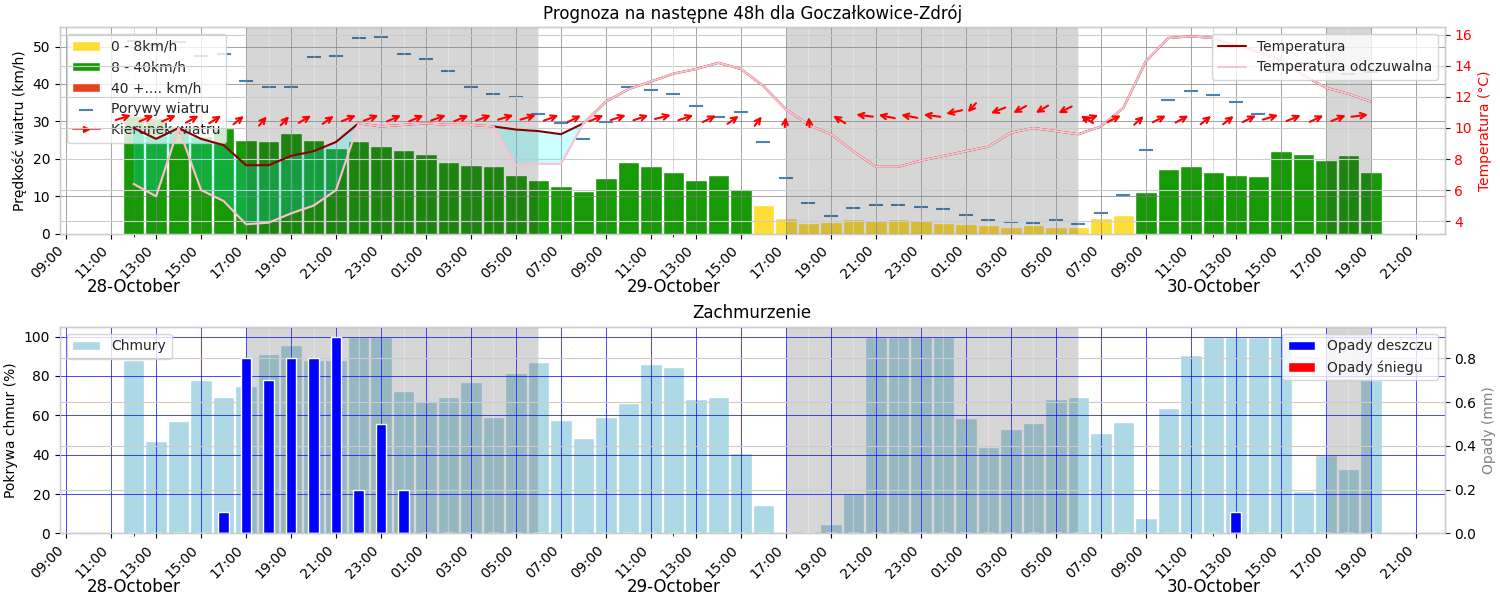 Prognoza na następne 48h dla Goczałkowice-Zdrój
Prędkość wiatru (km/h)
50
40
30
20
10
0
0 - 8km/h
8 - 40km/h
40 +.... km/h
Porywy wiatru
Kierunek wiatru
Temperatura
Temperatura odczuwalna
16
14
12
10
8
6
4
Temperatura (°C)
09:00 11:00 13:00 15:00 17:00 19:00 21:00 23:00 01:00 03:00 05:00 07:00 09:00 11:00 13:00 15:00 17:00 19:00 21:00 23:00 01:00 03:00 05:00 07:00 09:00 11:00 13:00 15:00 17:00 19:00 21:00
28-October 29-October 30-October
Zachmurzenie
Pokrywa chmur (%)
100
80
60
40
20
0
Chmury
Opady deszczu
Opady śniegu
0.8
0.6
0.4
0.2
0.0
Opady (mm)
09:00 11:00 13:00 15:00 17:00 19:00 21:00 23:00 01:00 03:00 05:00 07:00 09:00 11:00 13:00 15:00 17:00 19:00 21:00 23:00 01:00 03:00 05:00 07:00 09:00 11:00 13:00 15:00 17:00 19:00 21:00
28-October 29-October 30-October